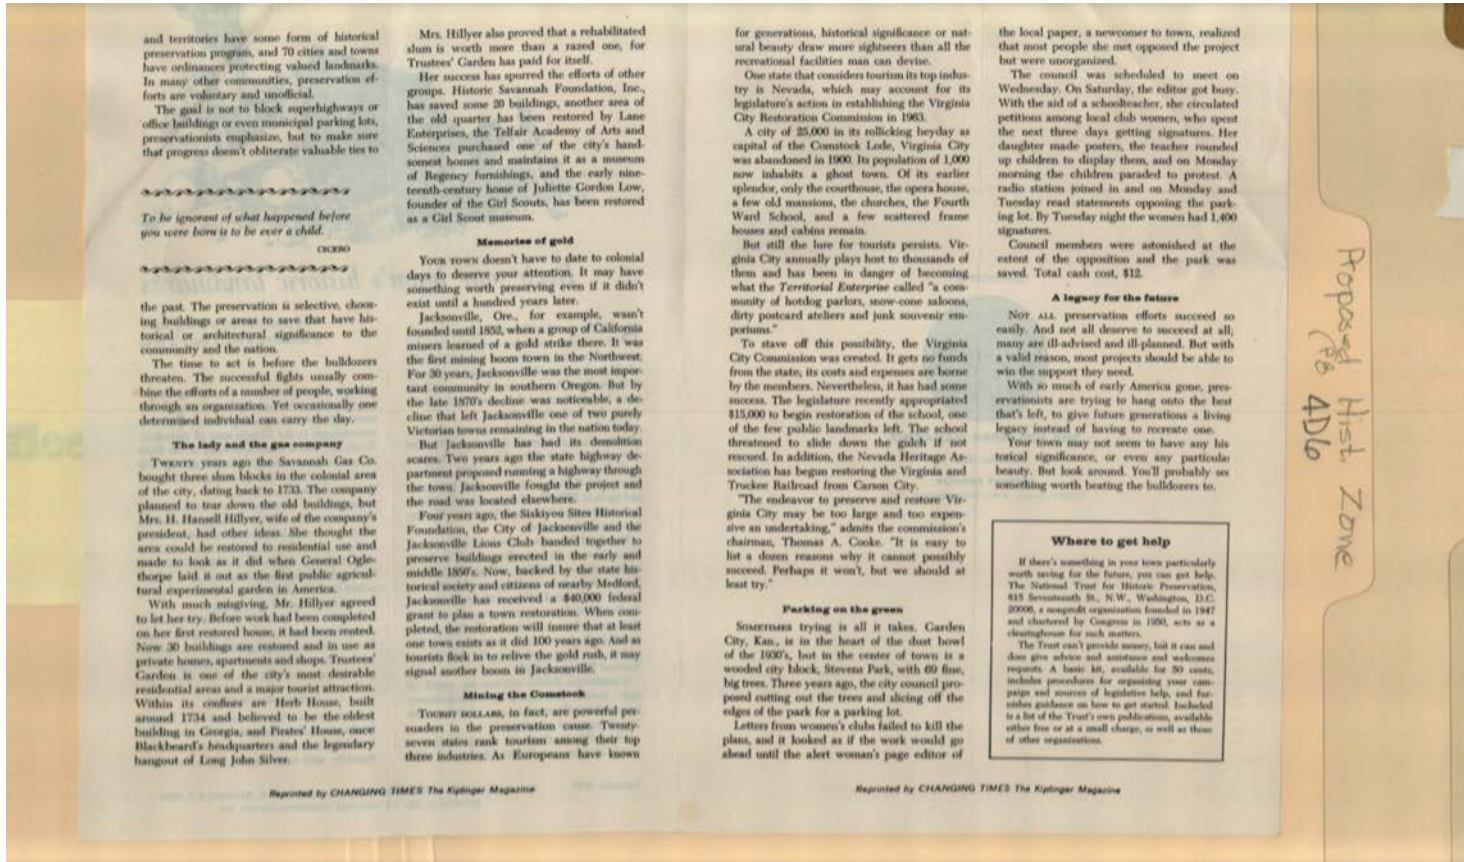 and territories have some form of historical
preservation program, and 70 cities and towns
have ordinances protecting valued landmarks.
In many other communities, preservation ef-
forts are voluntary and unofficial.
The goal is not to block superhighways or
office buildings or even municipal parking lots,
preservationists emphasize, but to make sure
that progress doesn't obliterate valuable ties to
To be ignorant of what happened before
you were born is to be ever a child.
CICERO
the past. The preservation is selective, choos-
ing buildings or areas to save that have his-
torical or architectural significance to the
community and the nation.
The time to act is before the bulldozers
threaten. The successful fights usually com-
bine the efforts of a number of people, working
through an organization. Yet occasionally one
determined individual can carry the day.
The lady and the gas company
TWENTY years ago the Savannah Gas Co.
bought three slum blocks in the colonial area
of the city, dating back to 1733. The company
planned to tear down the old buildings, but
Mrs. H. Hansell Hillyer, wife of the company's
president, had other ideas. She thought the
area could be restored to residential use and
made to look as it did when General Ogle-
thorpe laid it out as the first public agricul-
tural experimental garden in America.
With much misgiving, Mr. Hillyer agreed
to let her try. Before work had been completed
on her first restored house, it had been rented.
Now 30 buildings are restored and in use as
private homes, apartments and shops. Trustees'
Garden is one of the city's most desirable
residential areas and a major tourist attraction.
Within its confines are Herb House, built
around 1734 and believed to be the oldest
building in Georgia, and Pirates' House, once
Blackbeard's headquarters and the legendary
hangout of Long John Silver.
Mrs. Hillyer also proved that a rehabilitated
slum is worth more than a razed one, for
Trustees' Garden has paid for itself.
Her success has spurred the efforts of other
groups. Historic Savannah Foundation, Inc.,
has saved some 20 buildings, another area of
the old quarter has been restored by Lane
Enterprises, the Telfair Academy of Arts and
Sciences purchased one of the city's hand-
somest homes and maintains it as a museum
of Regency furnishings, and the early nine-
teenth-century home of Juliette Gordon Low,
founder of the Girl Scouts, has been restored
as a Girl Scout museum.
Memories of gold
YOUR TOWN doesn't have to date to colonial
days to deserve your attention. It may have
something worth preserving even if it didn't
exist until a hundred years later.
Jacksonville, Ore., for example, wasn't
founded until 1852, when a group of California
miners learned of a gold strike there. It was
the first mining boom town in the Northwest.
For 30 years, Jacksonville was the most impor-
tant community in southern Oregon. But by
the late 1870's decline was noticeable, a de-
cline that left Jacksonville one of two purely
Victorian towns remaining in the nation today.
But Jacksonville has had its demolition
scares. Two years ago the state highway de-
partment proposed running a highway through
the town. Jacksonville fought the project and
the road was located elsewhere.
Four years ago, the Siskiyou Sites Historical
Foundation, the City of Jacksonville and the
Jacksonville Lions Club banded together to
preserve buildings erected in the early and
middle 1850's. Now, backed by the state his-
torical society and citizens of nearby Medford,
Jacksonville has received a $40,000 federal
grant to plan a town restoration. When com-
pleted, the restoration will insure that at least
one town exists as it did 100 years ago. And as
tourists flock in to relive the gold rush, it may
signal another boom in Jacksonville.
Mining the Comstock
TOURIST DOLLARS, in fact, are powerful per-
suaders in the preservation cause. Twenty-
seven states rank tourism among their top
three industries. As Europeans have known
Reprinted by CHANGING TIMES The Kiplinger Magazine
for generations, historical significance or nat-
ural beauty draw more sightseers than all the
recreational facilities man can devise.
One state that considers tourism its top indus-
try is Nevada, which may account for its
legislature's action in establishing the Virginia
City Restoration Commission in 1963.
A city of 25,000 in its rollicking heyday as
capital of the Comstock Lode, Virginia City
was abandoned in 1900. Its population of 1,000
now inhabits a ghost town. Of its earlier
splendor, only the courthouse, the opera house,
a few old mansions, the churches, the Fourth
Ward School, and a few scattered frame
houses and cabins remain.
But still the lure for tourists persists. Vir-
ginia City annually plays host to thousands of
them and has been in danger of becoming
what the Territorial Enterprise called "a com-
munity of hotdog parlors, snow-cone saloons,
dirty postcard ateliers and junk souvenir em-
poriums."
To stave off this possibility, the Virginia
City Commission was created. It gets no funds
from the state, its costs and expenses are borne
by the members. Nevertheless, it has had some
success. The legislature recently appropriated
$15,000 to begin restoration of the school, one
of the few public landmarks left. The school
threatened to slide down the gulch if not
rescued. In addition, the Nevada Heritage As-
sociation has begun restoring the Virginia and
Truckee Railroad from Carson City.
"The endeavor to preserve and restore Vir-
ginia City may be too large and too expen-
sive an undertaking," admits the commission's
chairman, Thomas A. Cooke. "It is easy to
list a dozen reasons why it cannot possibly
succeed. Perhaps it won't, but we should at
least try."
Parking on the green
SOMETIMES trying is all it takes. Garden
City, Kan., is in the heart of the dust bowl
of the 1930's, but in the center of town is a
wooded city block, Stevens Park, with 69 fine,
big trees. Three years ago, the city council pro-
posed cutting out the trees and slicing off the
edges of the park for a parking lot.
Letters from women's clubs failed to kill the
plans, and it looked as if the work would go
ahead until the alert woman's page editor of
the local paper, a newcomer to town, realized
that most people she met opposed the project
but were unorganized.
The council was scheduled to meet on
Wednesday. On Saturday, the editor got busy.
With the aid of a schoolteacher, she circulated
petitions among local club women, who spent
the next three days getting signatures. Her
daughter made posters, the teacher rounded
up children to display them, and on Monday
morning the children paraded to protest. A
radio station joined in and on Monday and
Tuesday read statements opposing the park-
ing lot. By Tuesday night the women had 1,400
signatures.
Council members were astonished at the
extent of the opposition and the park was
saved. Total cash cost, $12.
A legacy for the future
NOT ALL preservation efforts succeed so
easily. And not all deserve to succeed at all;
many are ill-advised and ill-planned. But with
a valid reason, most projects should be able to
win the support they need.
With so much of early America gone, pres-
ervationists are trying to hang onto the best
that's left, to give future generations a living
legacy instead of having to recreate one.
Your town may not seem to have any his
torical significance, or even any particular
beauty. But look around. You'll probably see
something worth beating the bulldozers to.
Where to get help
If there's something in your town particularly
worth saving for the future, you can get help.
The National Trust for Historic Preservation,
815 Seventeenth St., N.W., Washington, D.C.
20006, a nonprofit organization founded in 1947
and chartered by Congress in 1950, acts as a
clearinghouse for such matters.
The Trust can't provide money, but it can and
does give advice and assistance and welcomes
requests. A basic kit, available for 50 cents,
includes procedures for organizing your cam-
paign and sources of legislative help, and fur-
nishes guidance on how to get started. Included
is a list of the Trust's own publications, available
either free or at a small charge, as well as those
of other organizations.
Reprinted by CHANGING TIMES The Kiplinger Magazine
Proposed Hist. Zone
PB 4D6